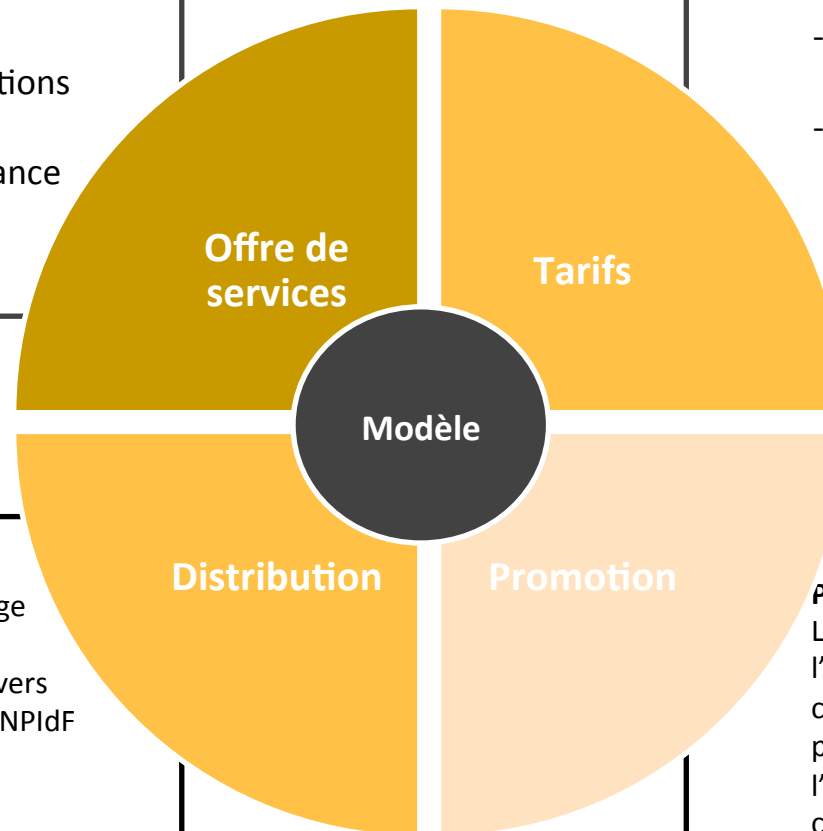 -
tions
-
ance
Offre de
services
Tarifs
Modèle
Distribution
Promotion
ge
vers
NPIdF
P
L
l’
c
p
l’